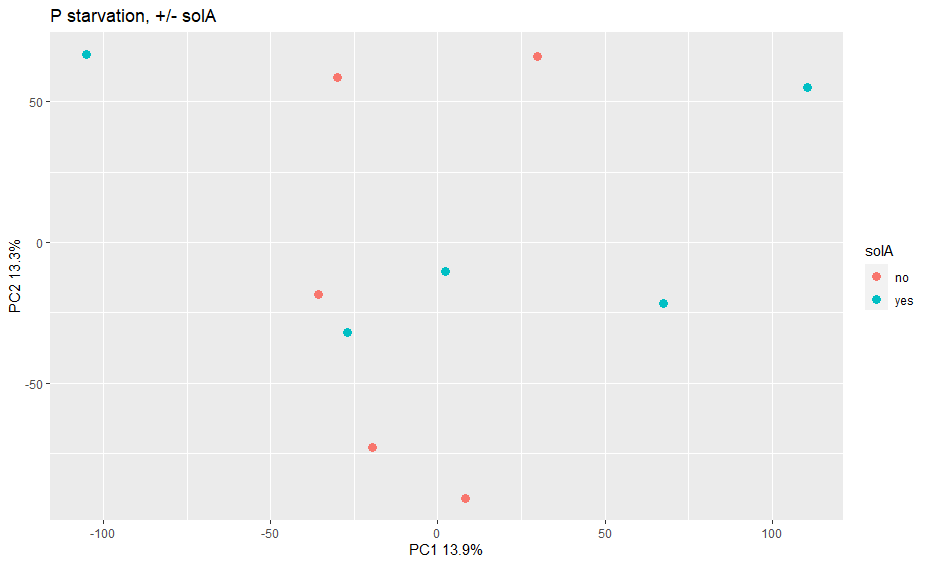 P starvation, +/- solA
50
0
-50
PC2 13.3%
-100
-50
0
50
100
PC1 13.9%
solA
no
yes